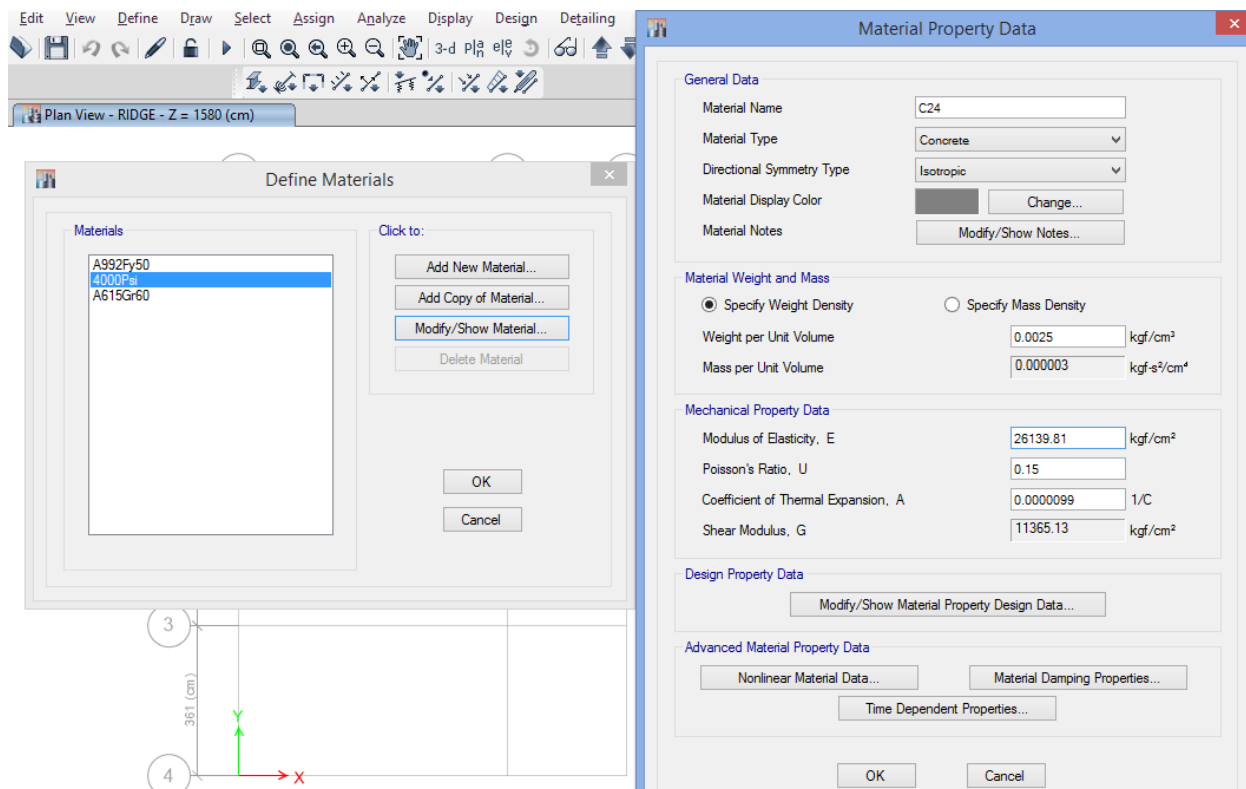 Edit View Define Draw Select Assign Analyze Display Design Detailing
3-d
Plan View - RIDGE - Z = 1580 (cm)
Define Materials
Materials
A992Fy50
4000Psi
A615Gr60
Click to:
Add New Material...
Add Copy of Material...
Modify/Show Material...
Delete Material
OK
Cancel
3
361 (cm)
Y
4
X
Material Property Data
General Data
Material Name C24
Material Type Concrete
Directional Symmetry Type Isotropic
Material Display Color Change...
Material Notes Modify/Show Notes...
Material Weight and Mass
Specify Weight Density Specify Mass Density
Weight per Unit Volume 0.0025 kgf/cm³
Mass per Unit Volume 0.000003 kgf-s²/cm⁴
Mechanical Property Data
Modulus of Elasticity, E 26139.81 kgf/cm²
Poisson's Ratio, U 0.15
Coefficient of Thermal Expansion, A 0.0000099 1/C
Shear Modulus, G 11365.13 kgf/cm²
Design Property Data
Modify/Show Material Property Design Data...
Advanced Material Property Data
Nonlinear Material Data... Material Damping Properties...
Time Dependent Properties...
OK Cancel